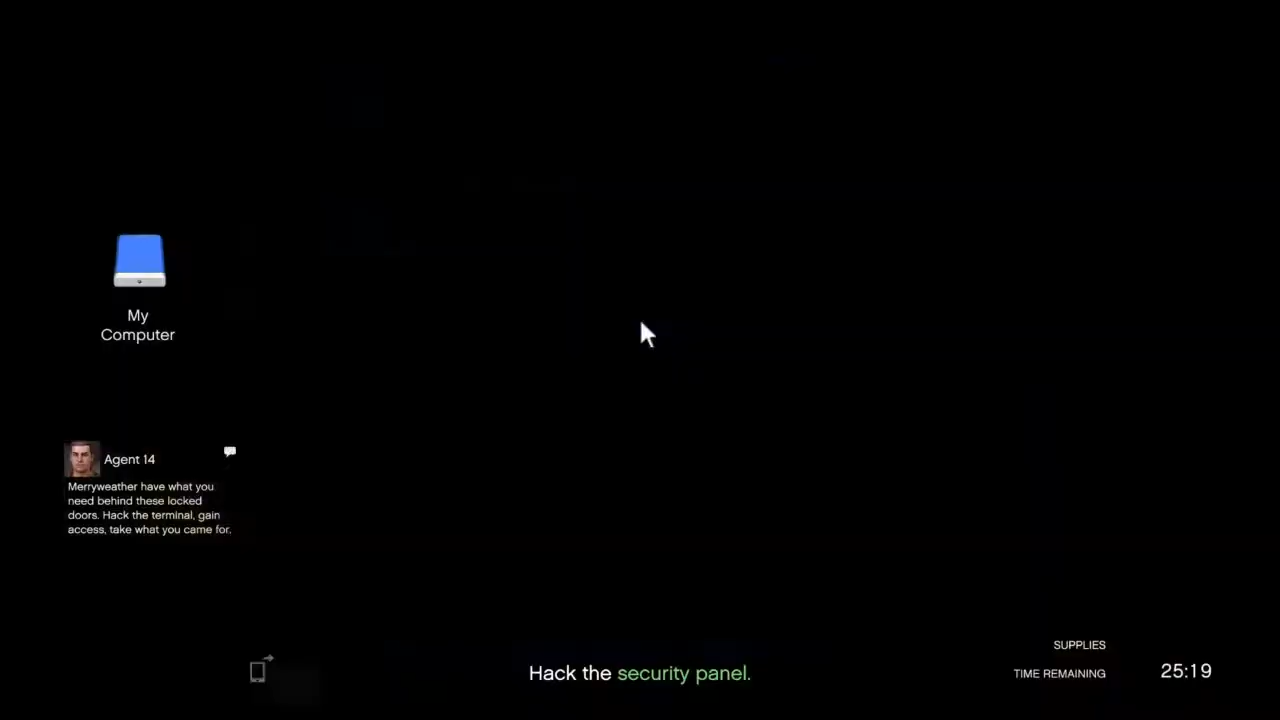 My
Computer
Agent 14
Merryweather have what you
need behind these locked
doors. Hack the terminal, gain
access, take what you came for.
Hack the security panel.
SUPPLIES
TIME REMAINING 25:19